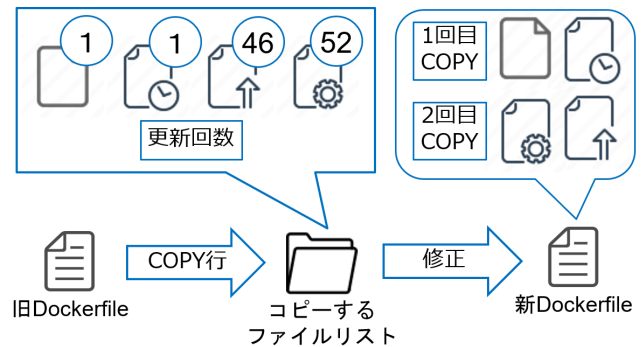 1
1
46
52
更新回数
1回目
COPY
2回目
COPY
COPY行
修正
旧Dockerfile
コピーする
ファイルリスト
新Dockerfile